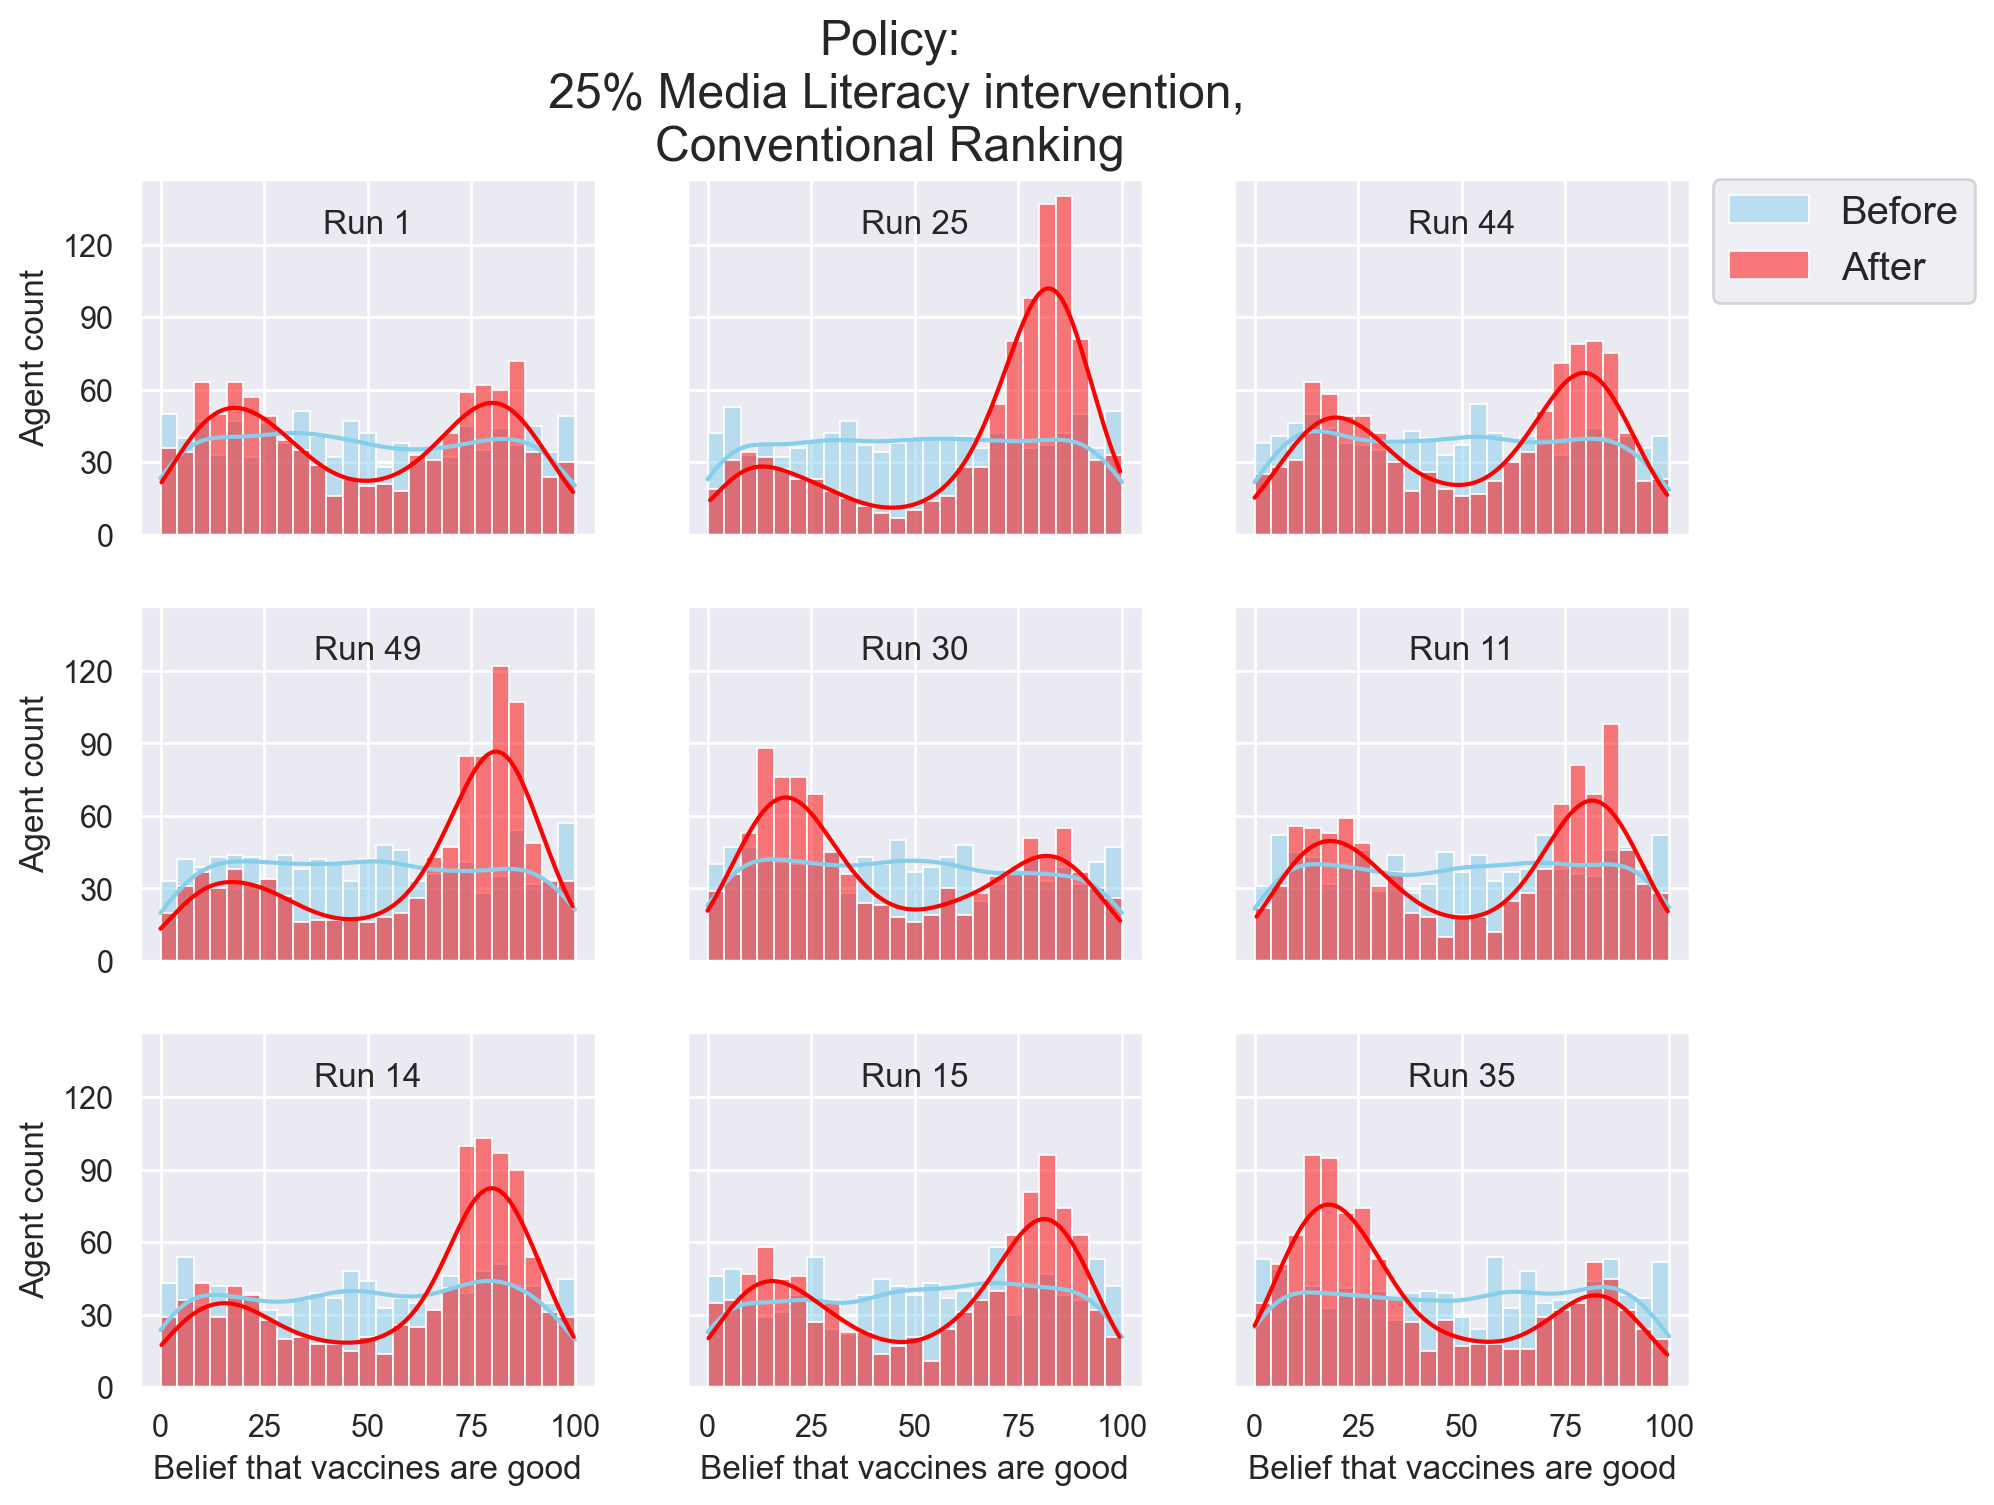 Policy:
25% Media Literacy intervention,
Conventional Ranking
Before
After
Run 1
Run 25
Run 44
120
90
60
30
0
Agent count
Run 49
Run 30
Run 11
120
90
60
30
0
Agent count
Run 14
Run 15
Run 35
120
90
60
30
0
Agent count
0 25 50 75 100
0 25 50 75 100
0 25 50 75 100
Belief that vaccines are good
Belief that vaccines are good
Belief that vaccines are good